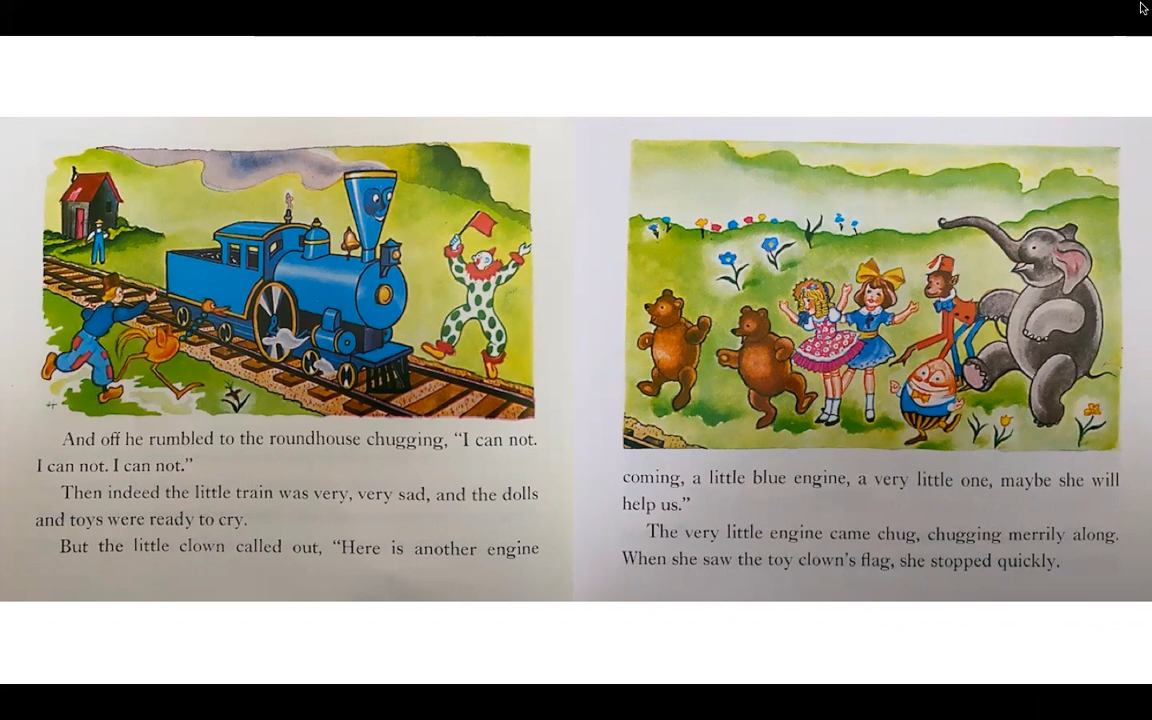 And off he rumbled to the roundhouse chugging, “I can not.
I can not. I can not.”
Then indeed the little train was very, very sad, and the dolls
and toys were ready to cry.
But the little clown called out, “Here is another engine
coming, a little blue engine, a very little one, maybe she will
help us.”
The very little engine came chug, chugging merrily along.
When she saw the toy clown’s flag, she stopped quickly.